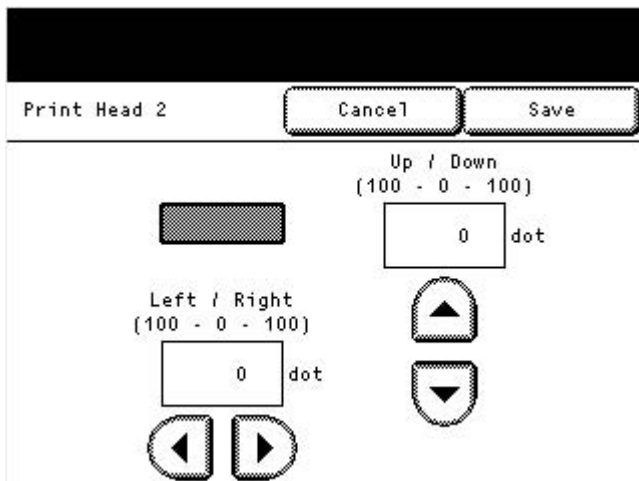 Print Head 2
Cancel
Save
Up / Down
(100 - 0 - 100)
0 dot
Left / Right
(100 - 0 - 100)
0 dot